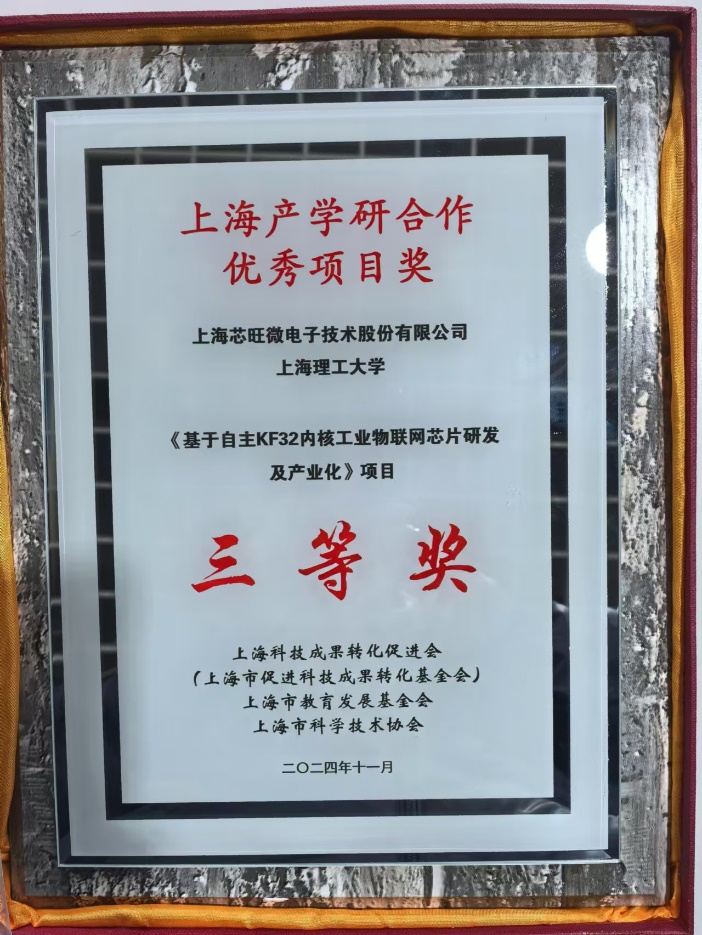 上海产学研合作
优秀项目奖
上海芯旺微电子技术股份有限公司
上海理工大学
《基于自主KF32内核工业物联网芯片研发
及产业化》项目
三等奖
上海科技成果转化促进会
（上海市促进科技成果转化基金会）
上海市教育发展基金会
上海市科学技术协会
二〇二四年十一月